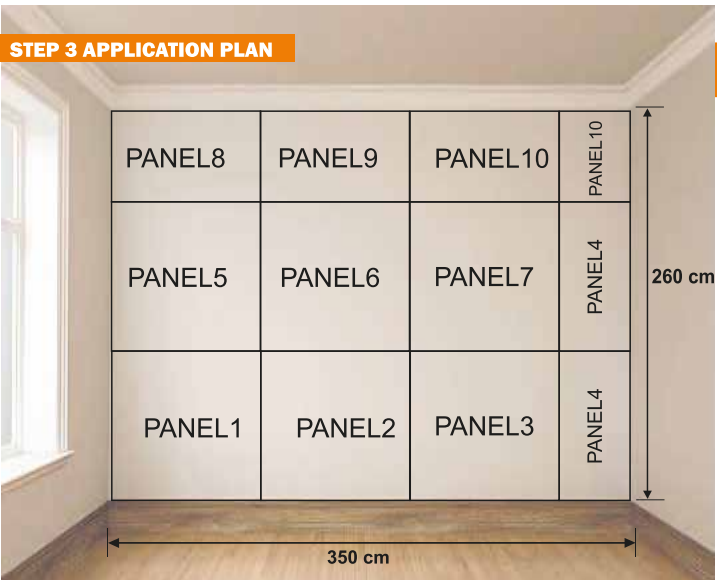 STEP 3 APPLICATION PLAN
PANEL8
PANEL9
PANEL10
PANEL10
PANEL5
PANEL6
PANEL7
PANEL4
260 cm
PANEL1
PANEL2
PANEL3
PANEL4
350 cm